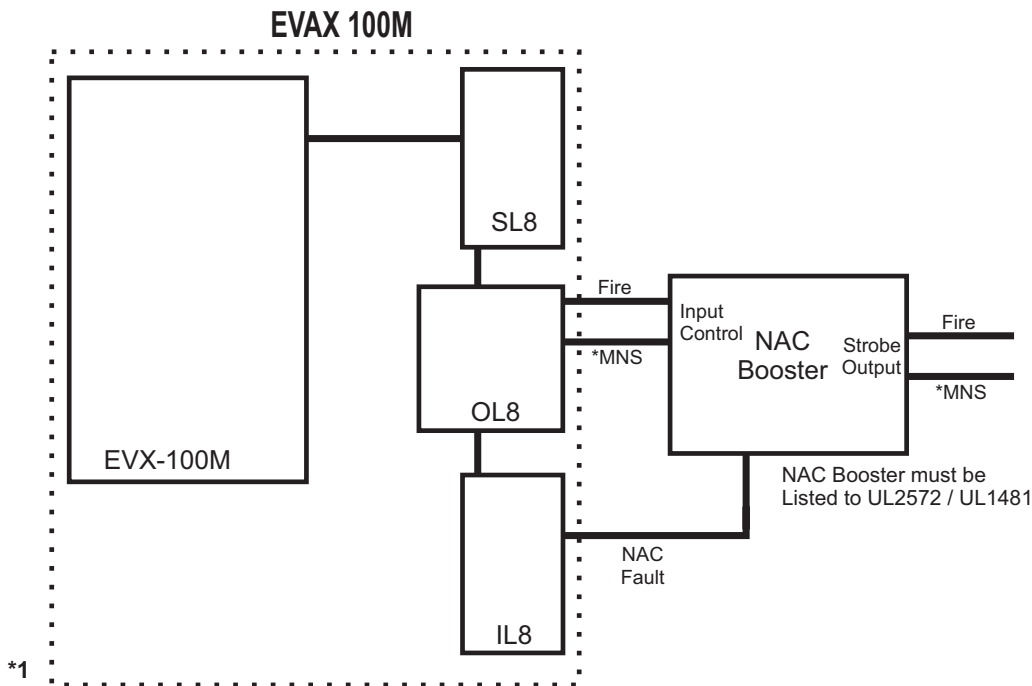 EVAX 100M
SL8
Fire
Input
Control
*MNS
NAC
Booster
Strobe
Output
Fire
*MNS
OL8
EVX-100M
NAC Booster must be
Listed to UL2572 / UL1481
NAC
Fault
IL8
*1